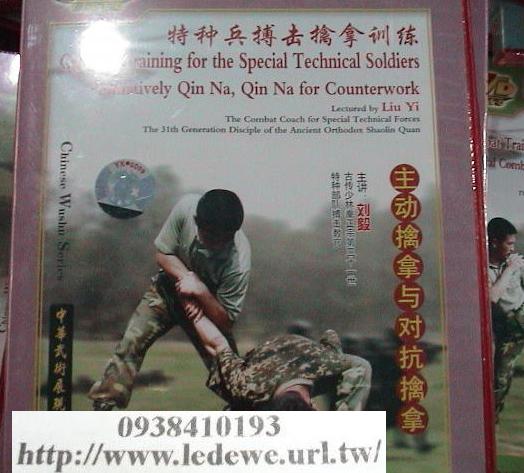 特种兵搏击擒拿训练
Training for the Special Technical Soldiers
Qin Na, Qin Na for Counterwork
Lectured by Liu Yi
The Combat Coach for Special Technical Forces
The 31th Generation Disciple of the Ancient Orthodox Shaolin Quan
Chinese Wushu Series
主讲:刘毅
主动擒拿与对抗擒拿
中華武術展現
0938410193
http://www.ledewe.url.tw/